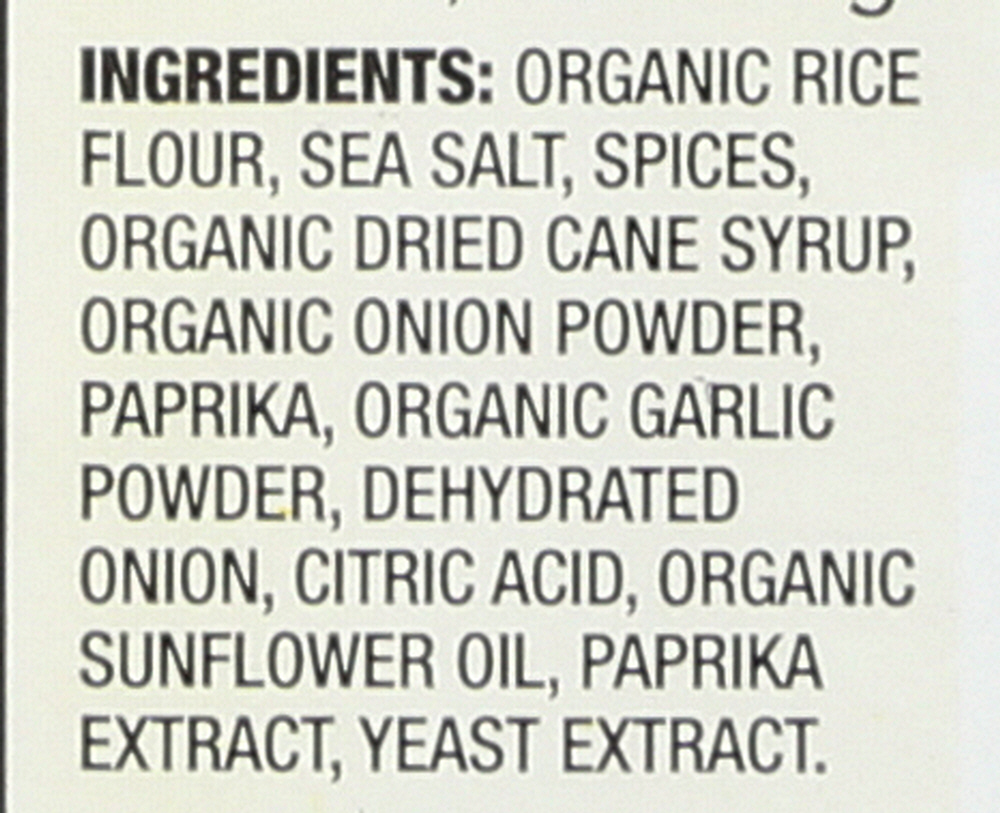 INGREDIENTS: ORGANIC RICE
FLOUR, SEA SALT, SPICES,
ORGANIC DRIED CANE SYRUP,
ORGANIC ONION POWDER,
PAPRIKA, ORGANIC GARLIC
POWDER, DEHYDRATED
ONION, CITRIC ACID, ORGANIC
SUNFLOWER OIL, PAPRIKA
EXTRACT, YEAST EXTRACT.